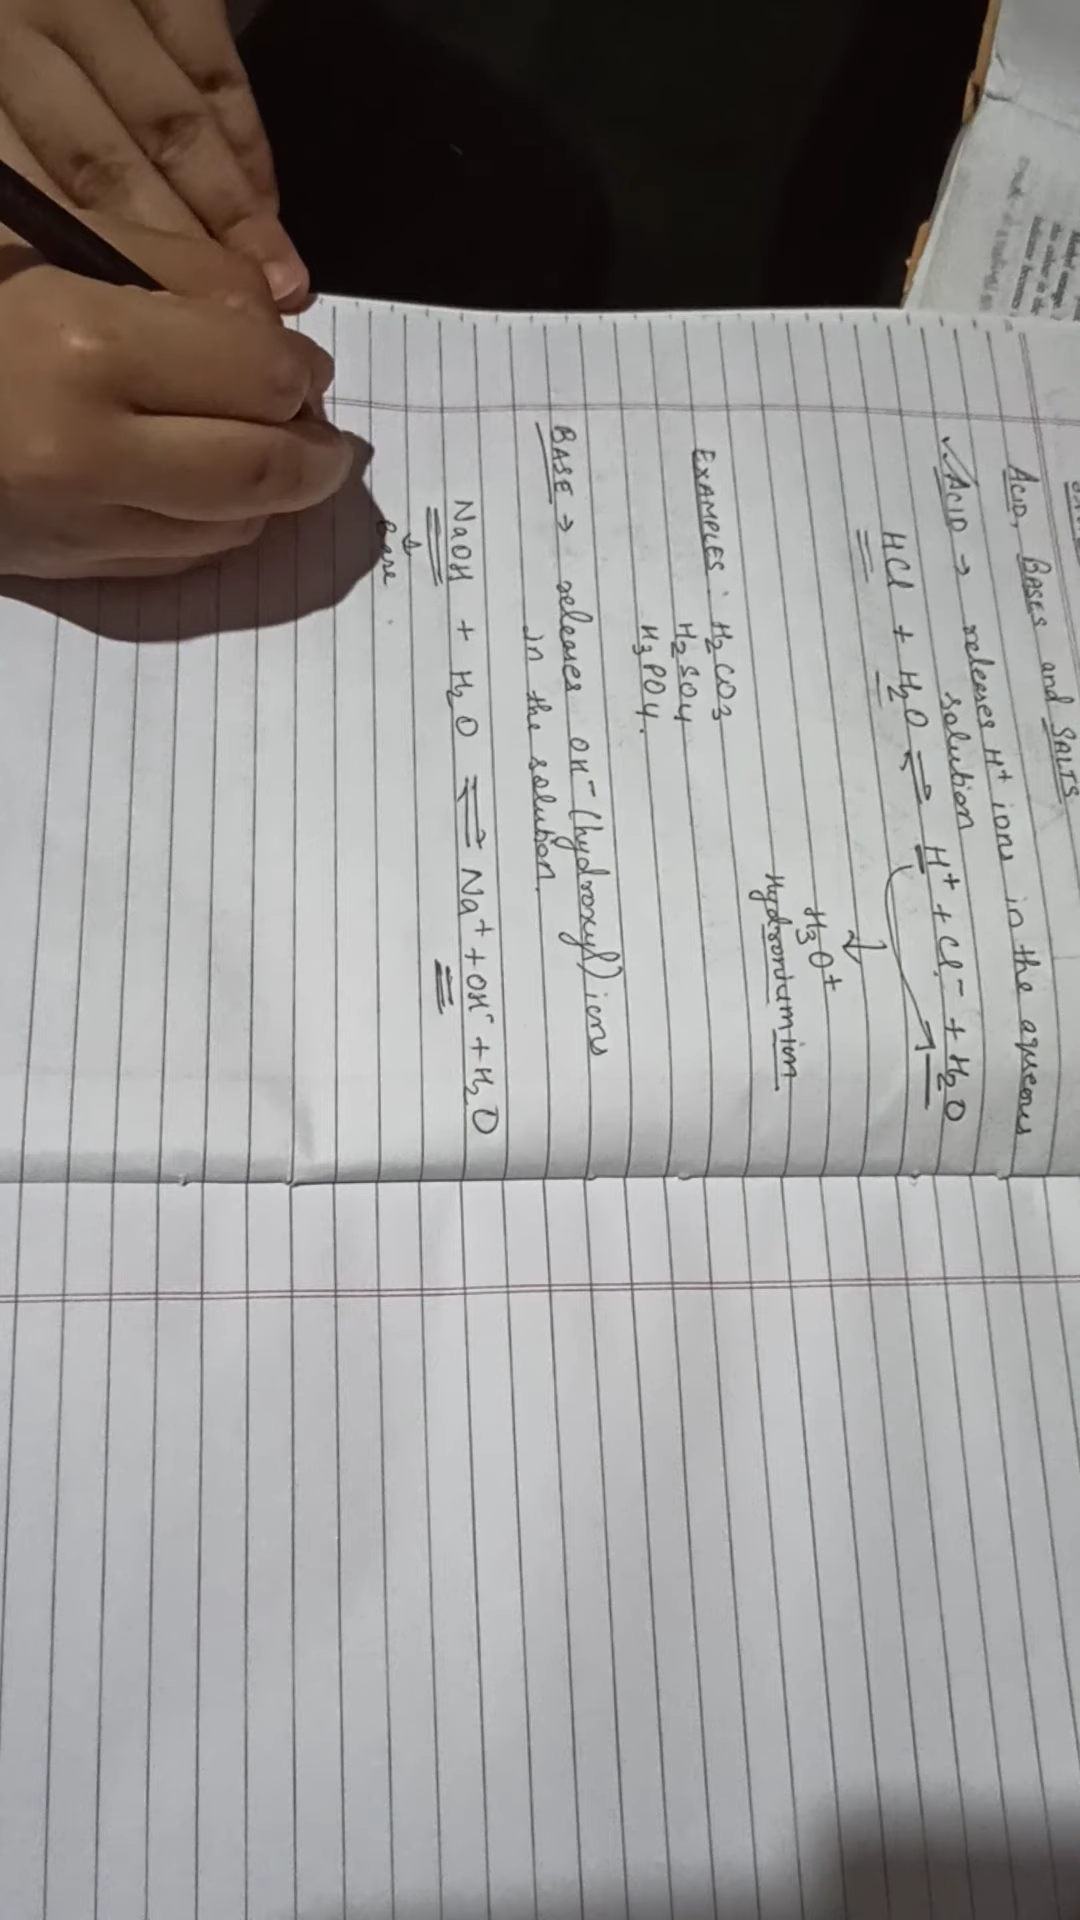 ACID, BASES and SALTS
✓ ACID → releases H⁺ ions in the aqueous
solution
HCl + H₂O ⇌ H⁺ + Cl⁻ + H₂O
↓
H₃O⁺
Hydronium ion.
EXAMPLES: H₂CO₃
H₂SO₄
H₃PO₄.
BASE → releases OH⁻ (hydroxyl) ions
in the solution.
NaOH + H₂O ⇌ Na⁺ + OH⁻ + H₂O
↓
Base.